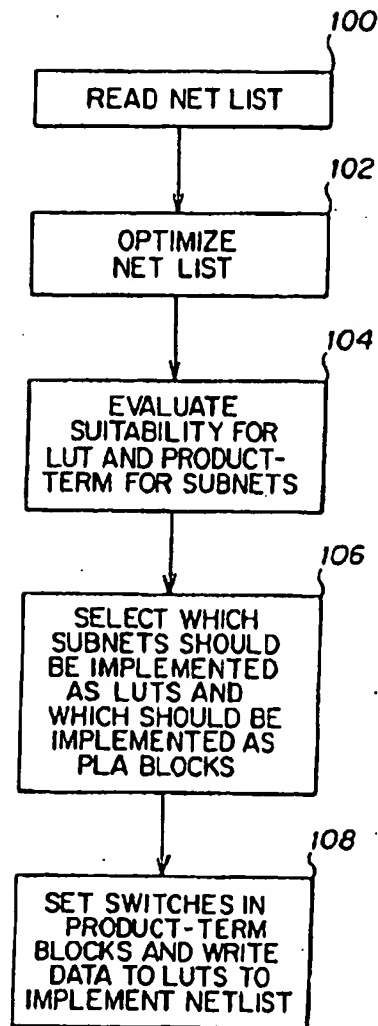 100
READ NET LIST
102
OPTIMIZE
NET LIST
104
EVALUATE
SUITABILITY FOR
LUT AND PRODUCT-
TERM FOR SUBNETS
106
SELECT WHICH
SUBNETS SHOULD
BE IMPLEMENTED
AS LUTS AND
WHICH SHOULD BE
IMPLEMENTED AS
PLA BLOCKS
108
SET SWITCHES IN
PRODUCT-TERM
BLOCKS AND WRITE
DATA TO LUTS TO
IMPLEMENT NETLIST